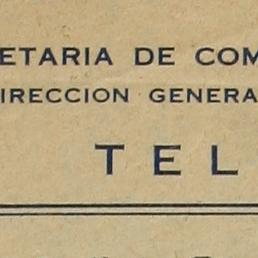 ETARIA DE COM
IRECCION GENERA
TEL